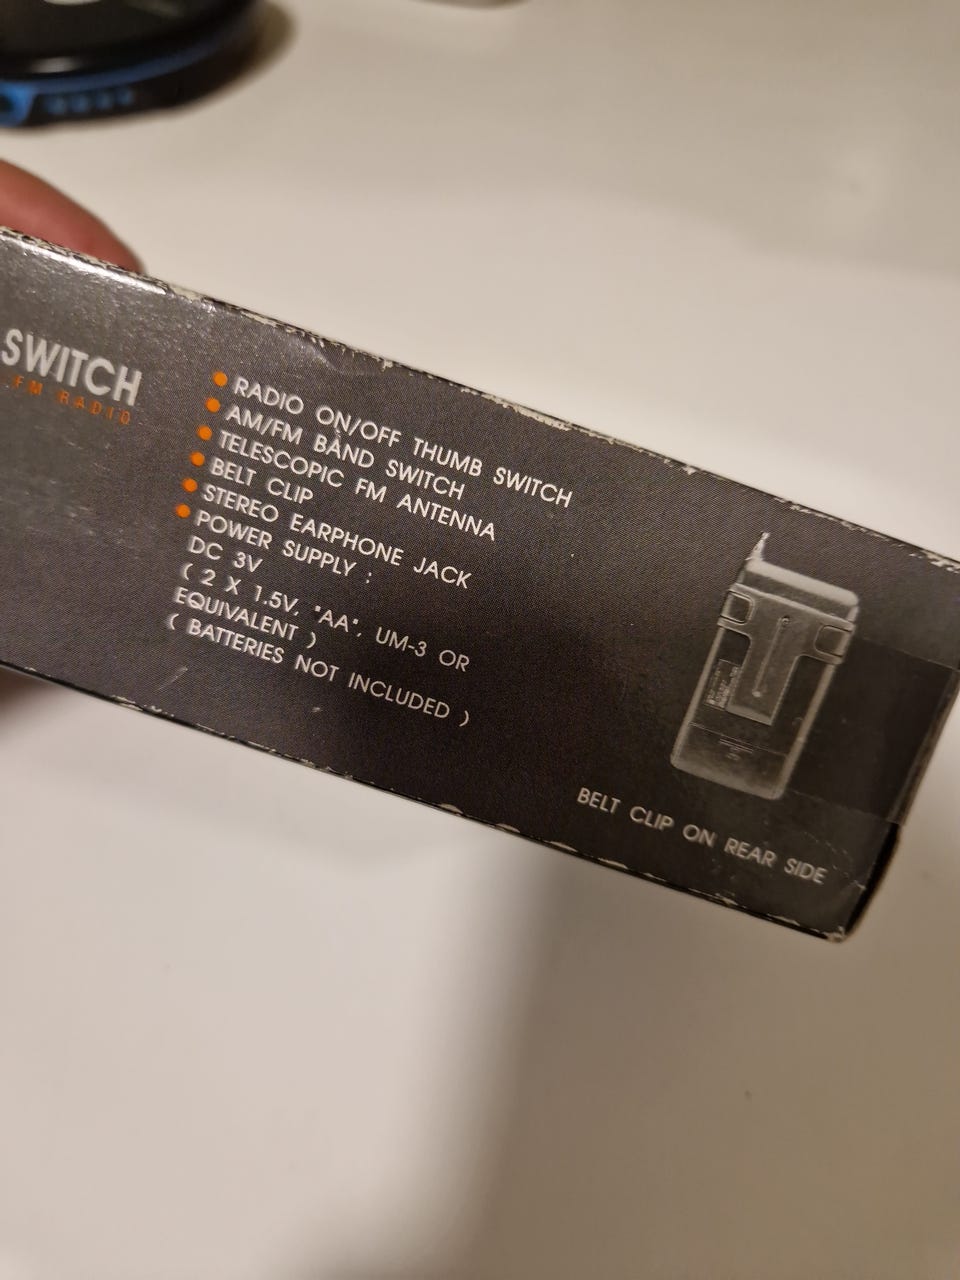 SWITCH
FM RADIO
RADIO ON/OFF THUMB SWITCH
AM/FM BAND SWITCH
TELESCOPIC FM ANTENNA
BELT CLIP
STEREO EARPHONE JACK
POWER SUPPLY :
DC 3V
( 2 X 1.5V, "AA", UM-3 OR
EQUIVALENT )
( BATTERIES NOT INCLUDED )
BELT CLIP ON REAR SIDE